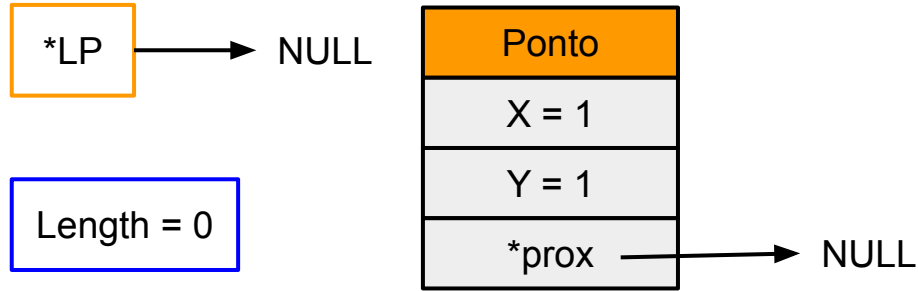 *LP
NULL
Ponto
X = 1
Y = 1
Length = 0
*prox
NULL